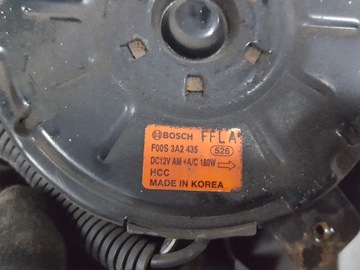 BOSCH FFLA
F00S 3A2 435 526
DC12V AM +A/C 180W
HCC
MADE IN KOREA